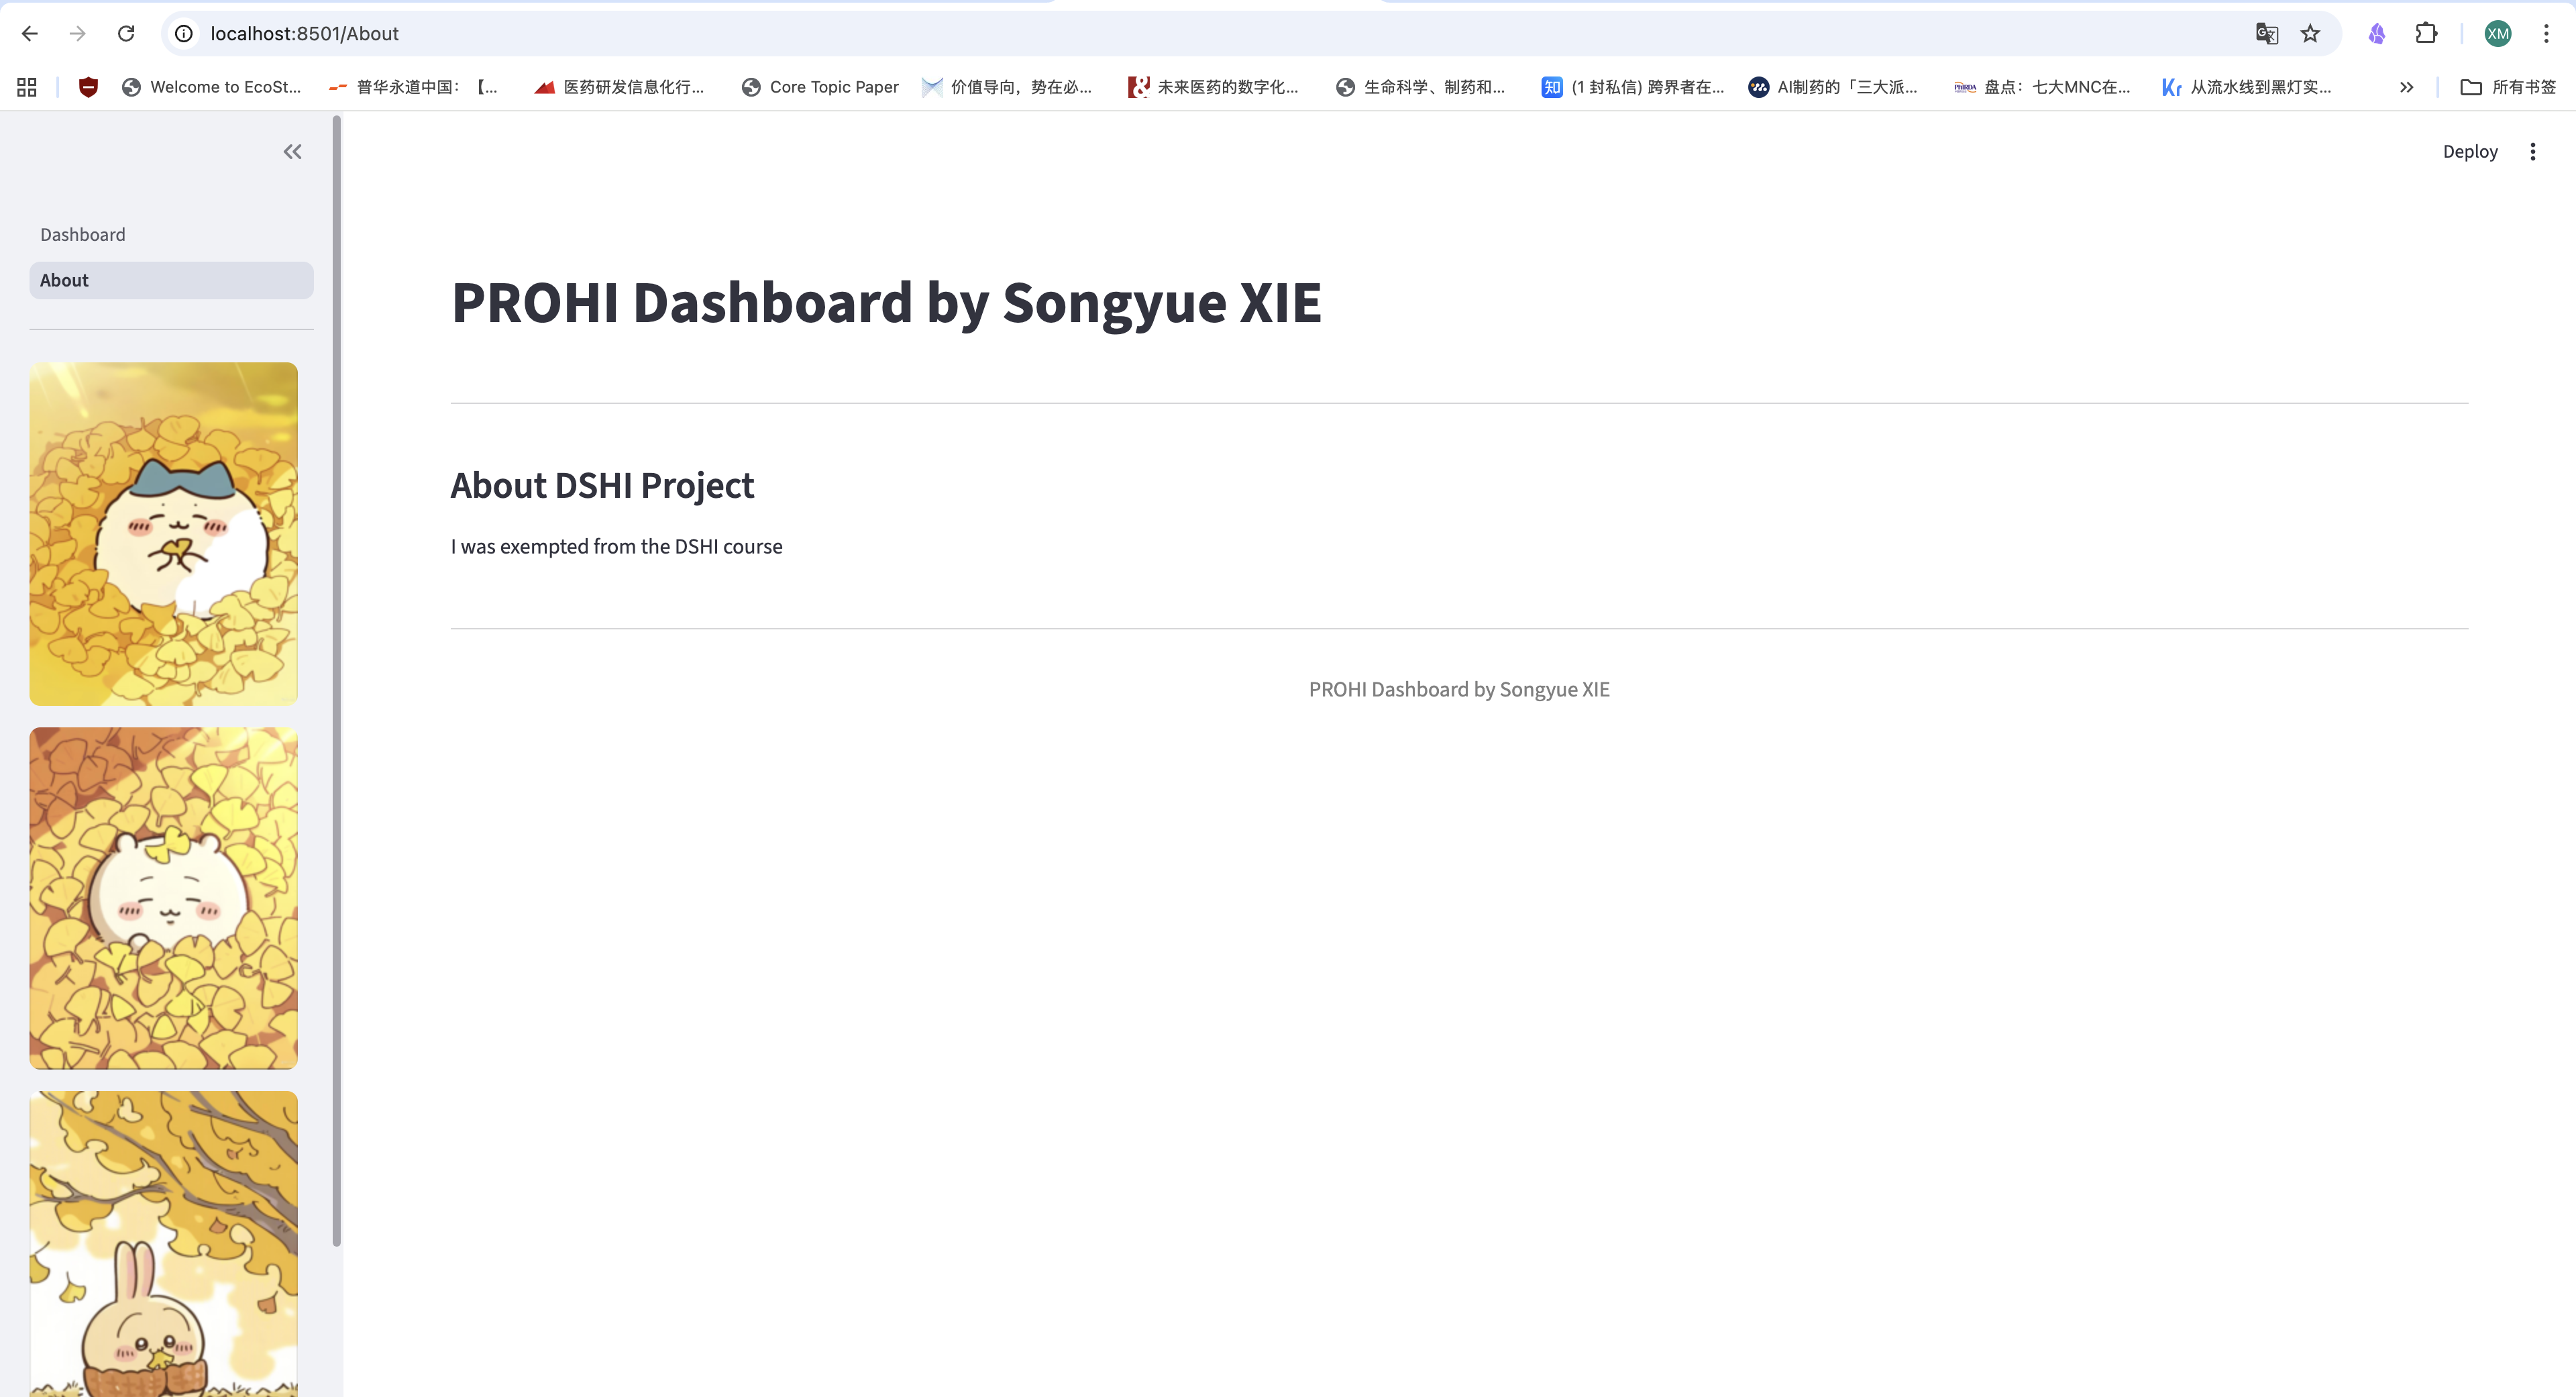 localhost:8501/About
XM
Welcome to EcoSt...
普华永道中国：【...
医药研发信息化行...
Core Topic Paper
价值导向，势在必...
未来医药的数字化...
生命科学、制药和...
知 (1 封私信) 跨界者在...
AI制药的「三大派...
PhIRDA 盘点：七大MNC在...
Kr 从流水线到黑灯实...
所有书签
Deploy
Dashboard
About
PROHI Dashboard by Songyue XIE
About DSHI Project
I was exempted from the DSHI course
PROHI Dashboard by Songyue XIE